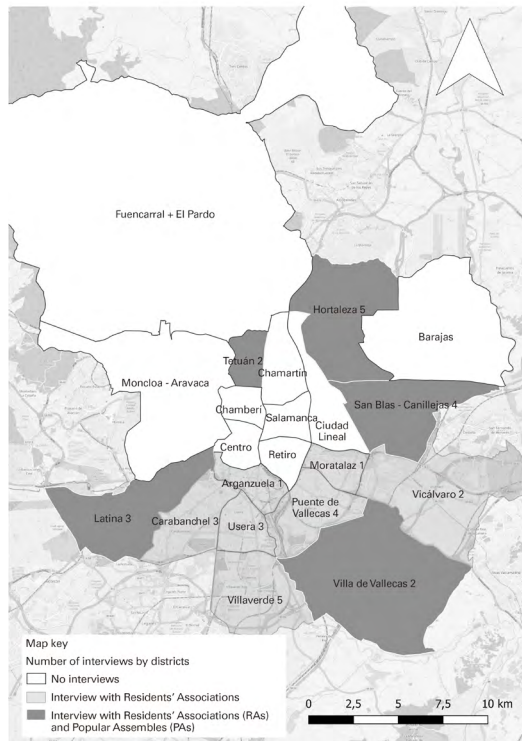 Fuencarral + El Pardo
Hortaleza 5
Barajas
Tetuán 2
Chamartín
Moncloa - Aravaca
San Blas - Canillejas 4
Chamberi
Salamanca
Ciudad
Lineal
Centro
Retiro
Moratalaz 1
Arganzuela 1
Vicálvaro 2
Puente de
Vallecas 4
Latina 3
Carabanchel 3
Usera 3
Villa de Vallecas 2
Villaverde 5
Map key
Number of interviews by districts
No interviews
Interview with Residents' Associations
Interview with Residents' Associations (RAs)
and Popular Assembles (PAs)
0 2,5 5 7,5 10 km